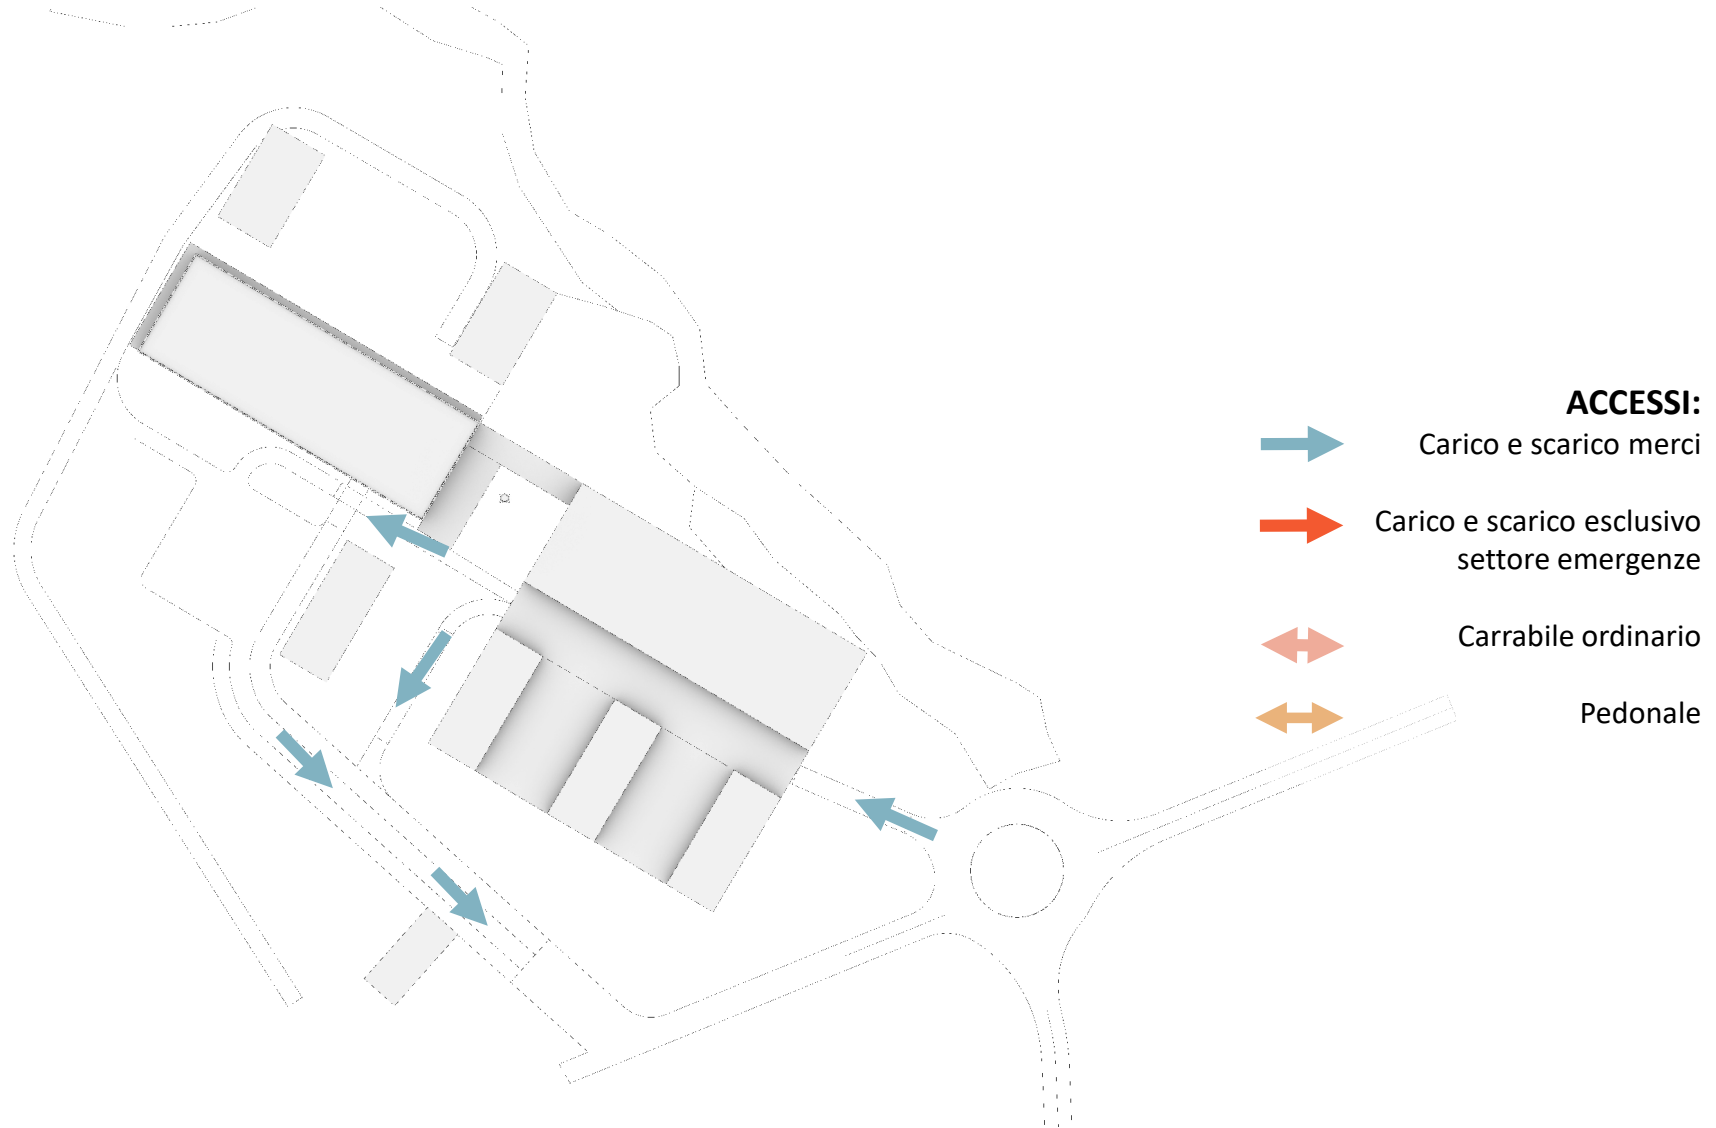 ACCESSI:
Carico e scarico merci
Carico e scarico esclusivo
settore emergenze
Carrabile ordinario
Pedonale